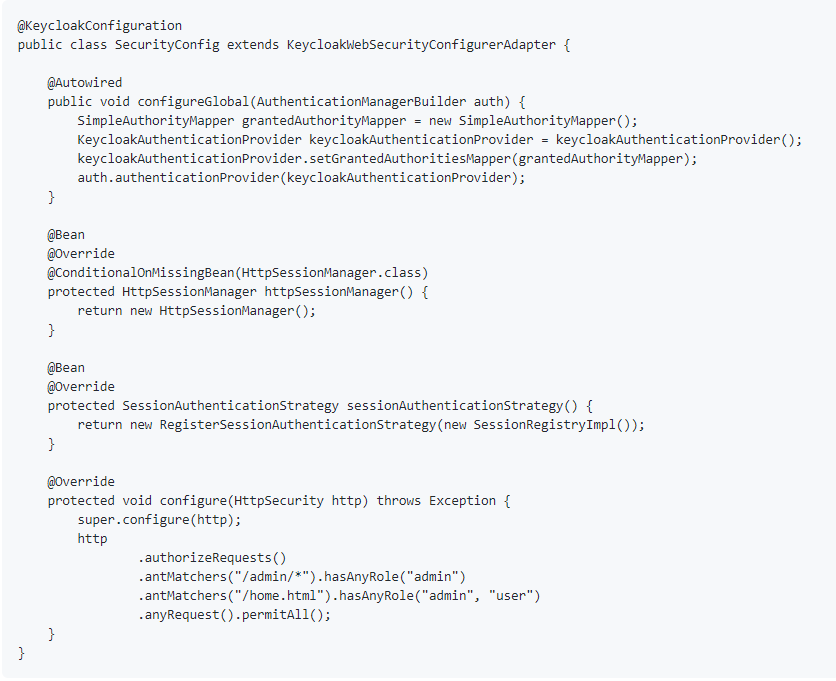 @KeycloakConfiguration
public class SecurityConfig extends KeycloakWebSecurityConfigurerAdapter {
@Autowired
public void configureGlobal(AuthenticationManagerBuilder auth) {
SimpleAuthorityMapper grantedAuthorityMapper = new SimpleAuthorityMapper();
KeycloakAuthenticationProvider keycloakAuthenticationProvider = keycloakAuthenticationProvider();
keycloakAuthenticationProvider.setGrantedAuthoritiesMapper(grantedAuthorityMapper);
auth.authenticationProvider(keycloakAuthenticationProvider);
}
@Bean
@Override
@ConditionalOnMissingBean(HttpSessionManager.class)
protected HttpSessionManager httpSessionManager() {
return new HttpSessionManager();
}
@Bean
@Override
protected SessionAuthenticationStrategy sessionAuthenticationStrategy() {
return new RegisterSessionAuthenticationStrategy(new SessionRegistryImpl());
}
@Override
protected void configure(HttpSecurity http) throws Exception {
super.configure(http);
http
.authorizeRequests()
.antMatchers("/admin/*").hasAnyRole("admin")
.antMatchers("/home.html").hasAnyRole("admin", "user")
.anyRequest().permitAll();
}
}